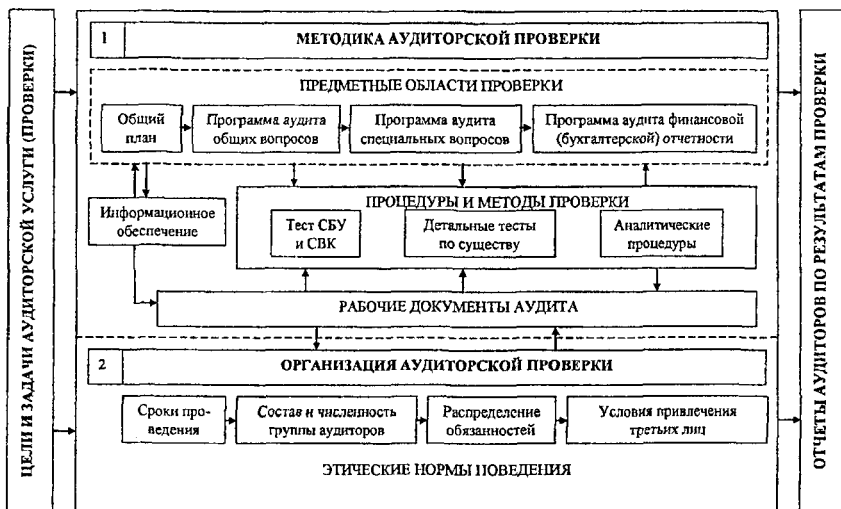 ЦЕЛИ И ЗАДАЧИ АУДИТОРСКОЙ УСЛУГИ (ПРОВЕРКИ)
1
МЕТОДИКА АУДИТОРСКОЙ ПРОВЕРКИ
ПРЕДМЕТНЫЕ ОБЛАСТИ ПРОВЕРКИ
Общий
план
Программа аудита
общих вопросов
Программа аудита
специальных вопросов
Программа аудита финансовой
(бухгалтерской) отчетности
Информационное
обеспечение
ПРОЦЕДУРЫ И МЕТОДЫ ПРОВЕРКИ
Тест СБУ
и СВК
Детальные тесты
по существу
Аналитические
процедуры
РАБОЧИЕ ДОКУМЕНТЫ АУДИТА
2
ОРГАНИЗАЦИЯ АУДИТОРСКОЙ ПРОВЕРКИ
Сроки про-
ведения
Состав и численность
группы аудиторов
Распределение
обязанностей
Условия привлечения
третьих лиц
ЭТИЧЕСКИЕ НОРМЫ ПОВЕДЕНИЯ
ОТЧЕТЫ АУДИТОРОВ ПО РЕЗУЛЬТАТАМ ПРОВЕРКИ